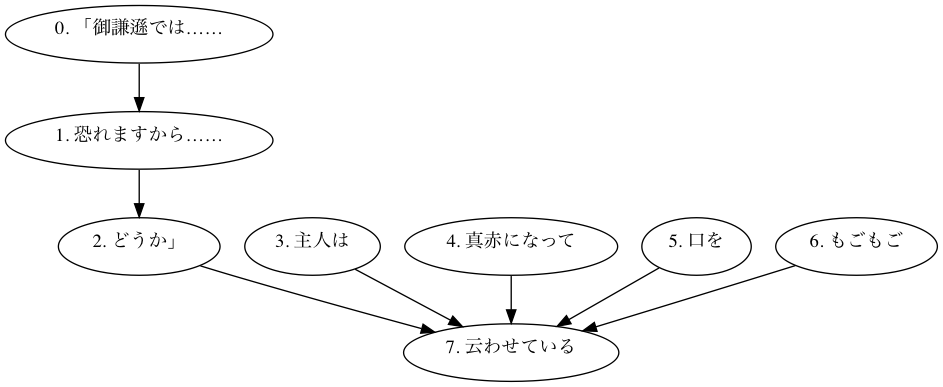 0. 「御謙遜では……
1. 恐れますから……
2. どうか」
3. 主人は
4. 真赤になって
5. 口を
6. もごもご
7. 云わせている